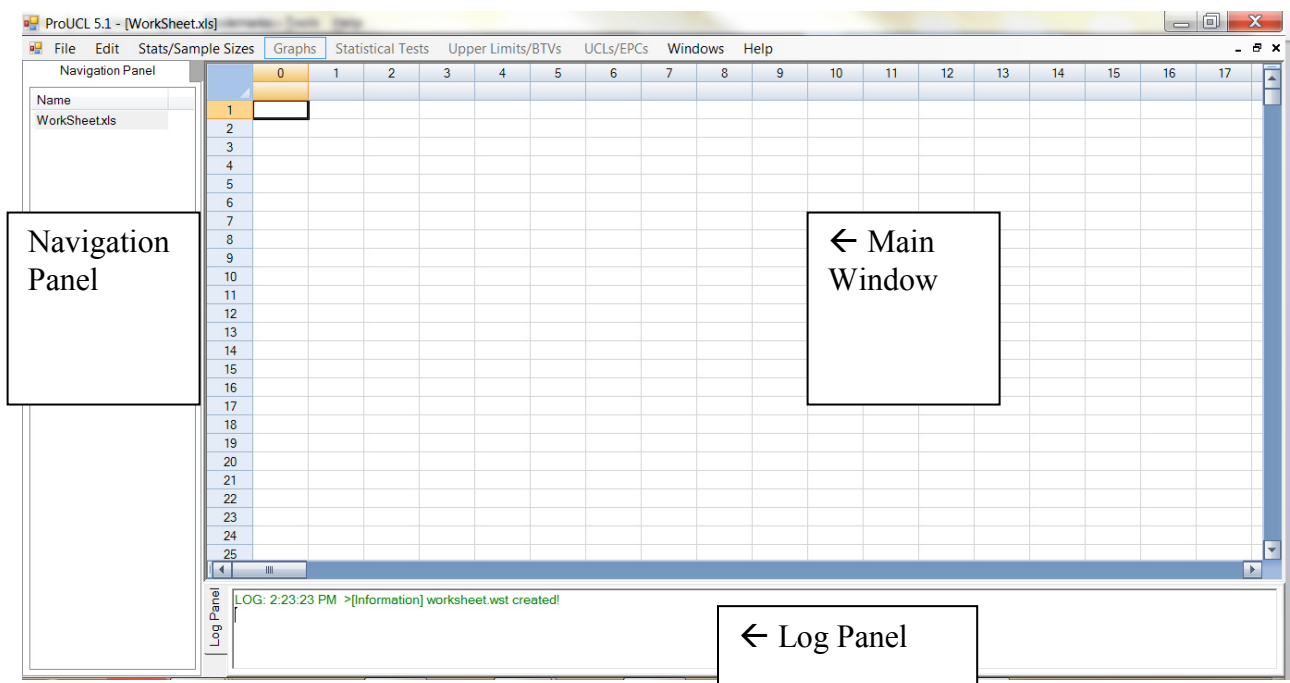 ProUCL 5.1 - [WorkSheet.xls]
File Edit Stats/Sample Sizes Graphs Statistical Tests Upper Limits/BTVs UCLs/EPCs Windows Help
Navigation Panel
Name
WorkSheet.xls
0 1 2 3 4 5 6 7 8 9 10 11 12 13 14 15 16 17
1
2
3
4
5
6
7
8
9
10
11
12
13
14
15
16
17
18
19
20
21
22
23
24
25
Navigation
Panel
← Main
Window
Log Panel
LOG: 2:23:23 PM >[Information] worksheet.wst created!
← Log Panel